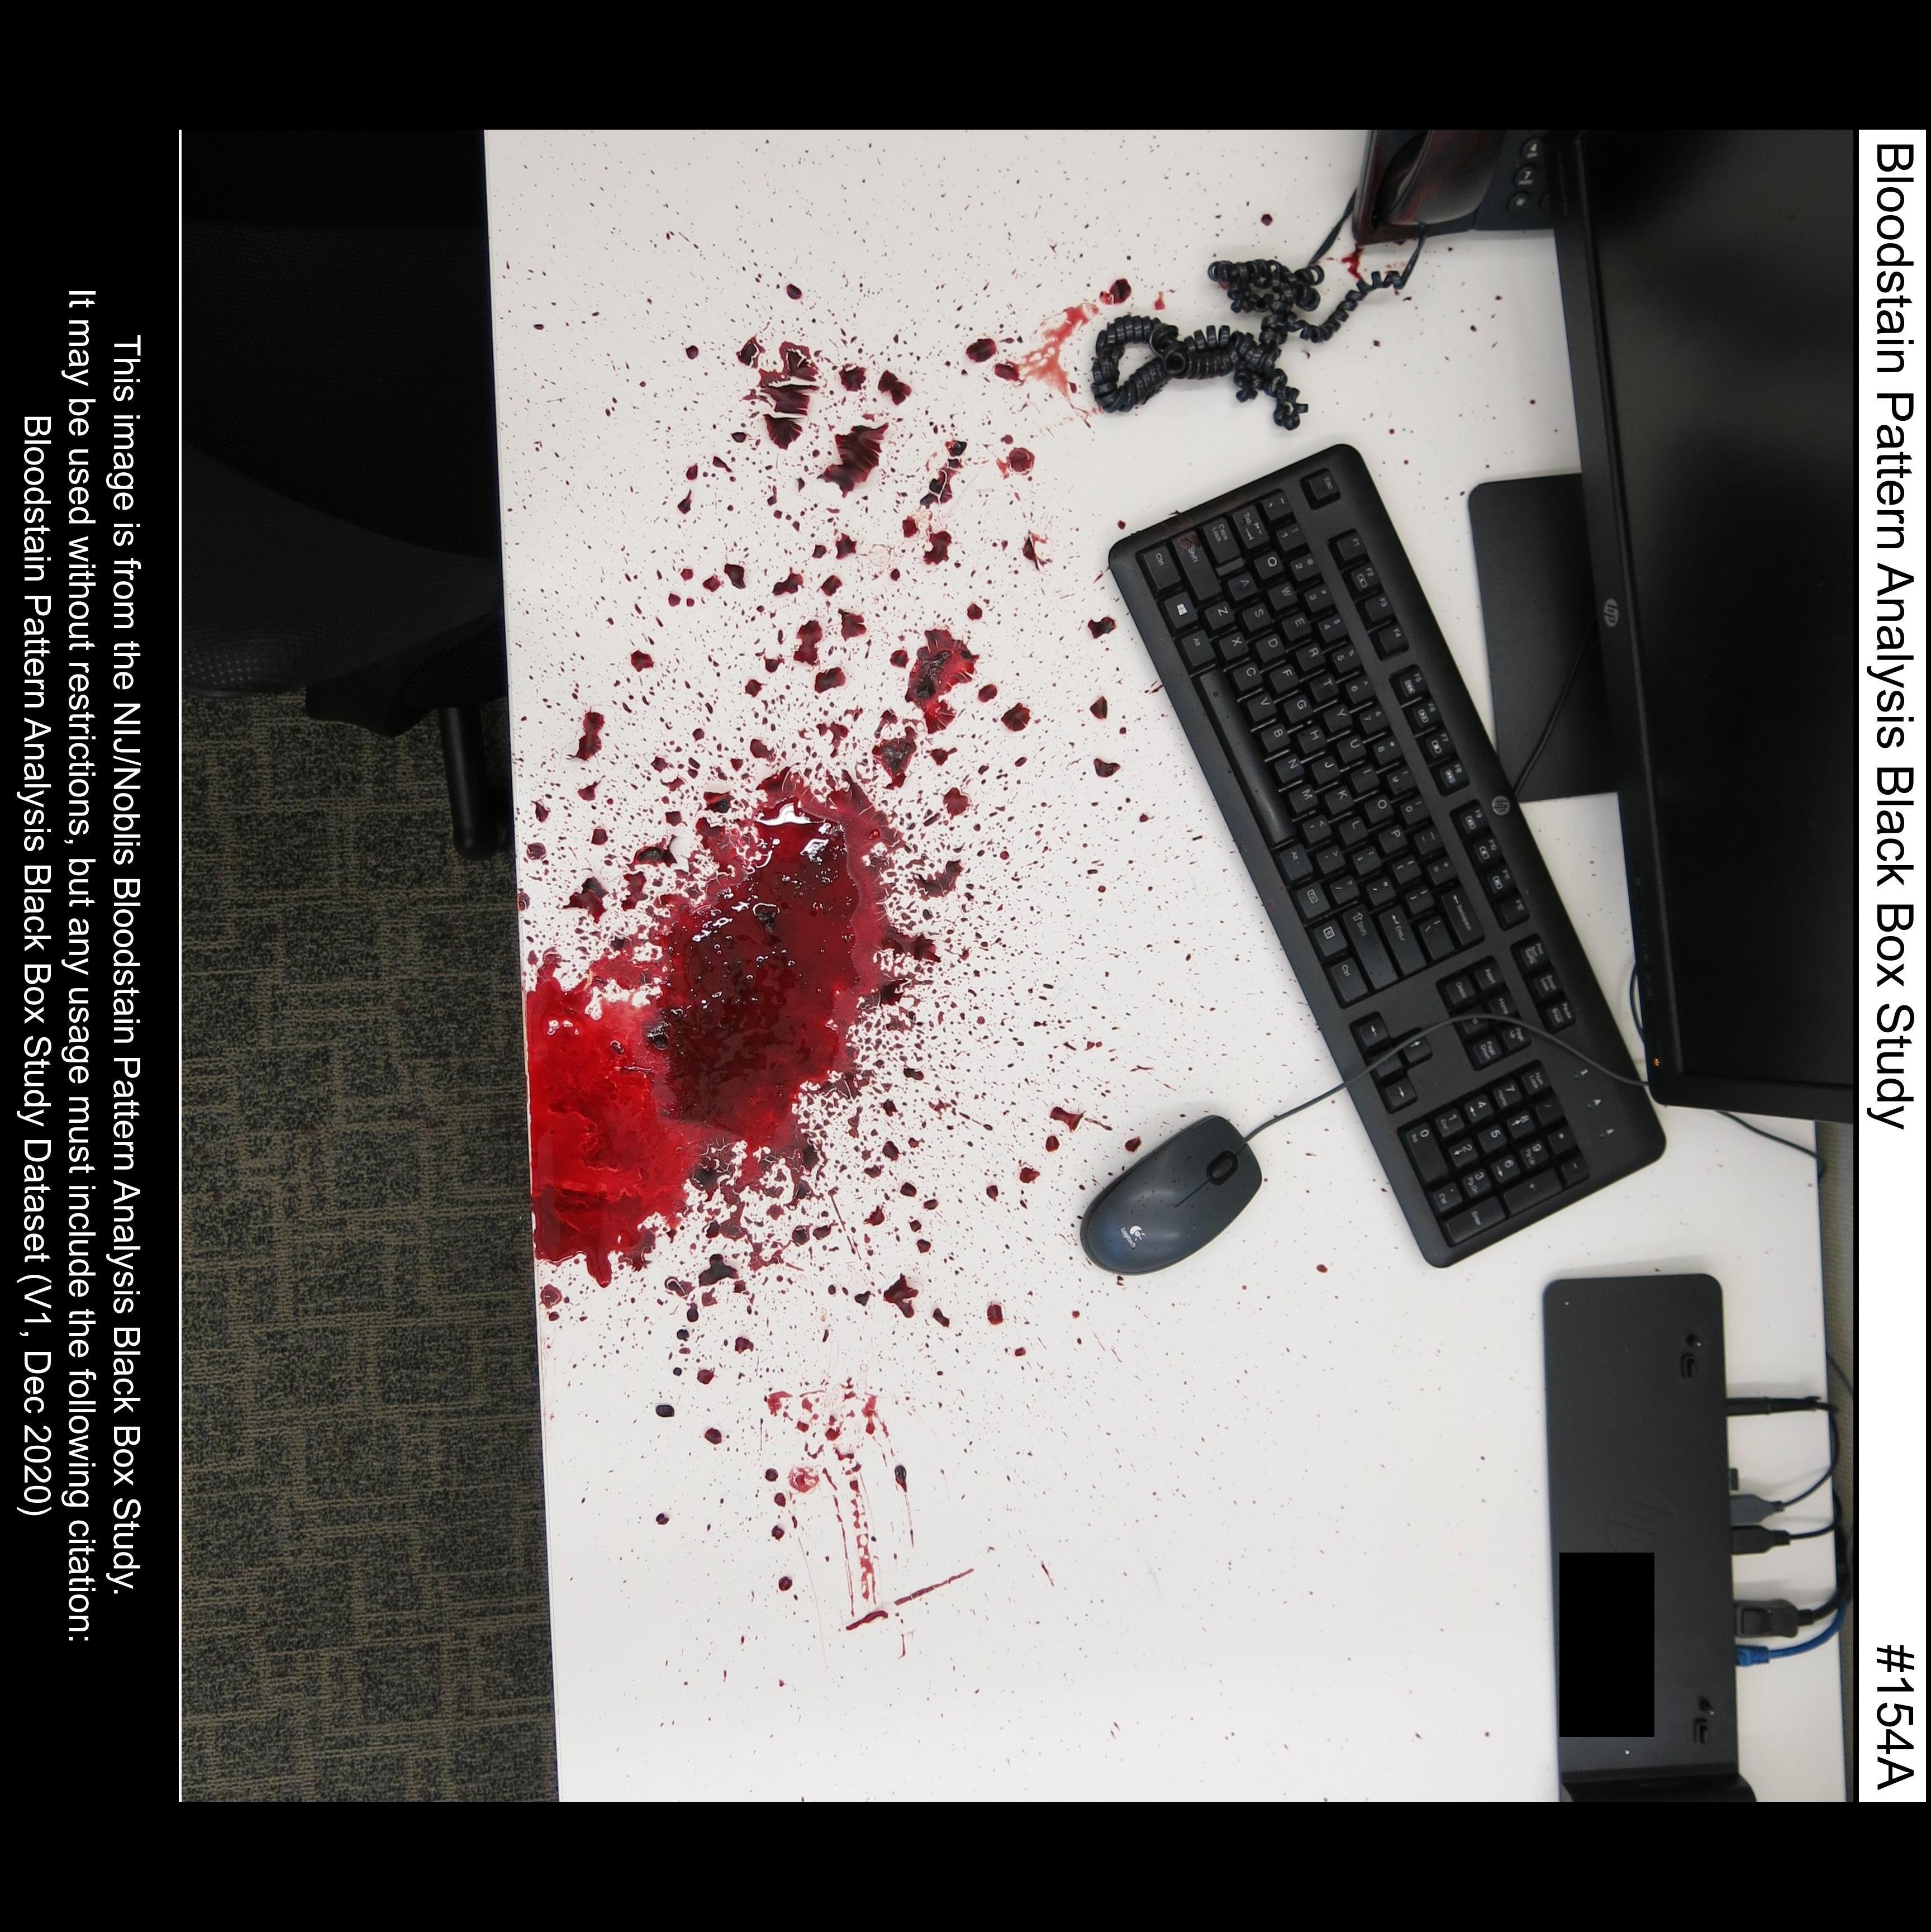 Bloodstain Pattern Analysis Black Box Study #154A
hp
Logitech
This image is from the NIJ/Noblis Bloodstain Pattern Analysis Black Box Study.
It may be used without restrictions, but any usage must include the following citation:
Bloodstain Pattern Analysis Black Box Study Dataset (V1, Dec 2020)